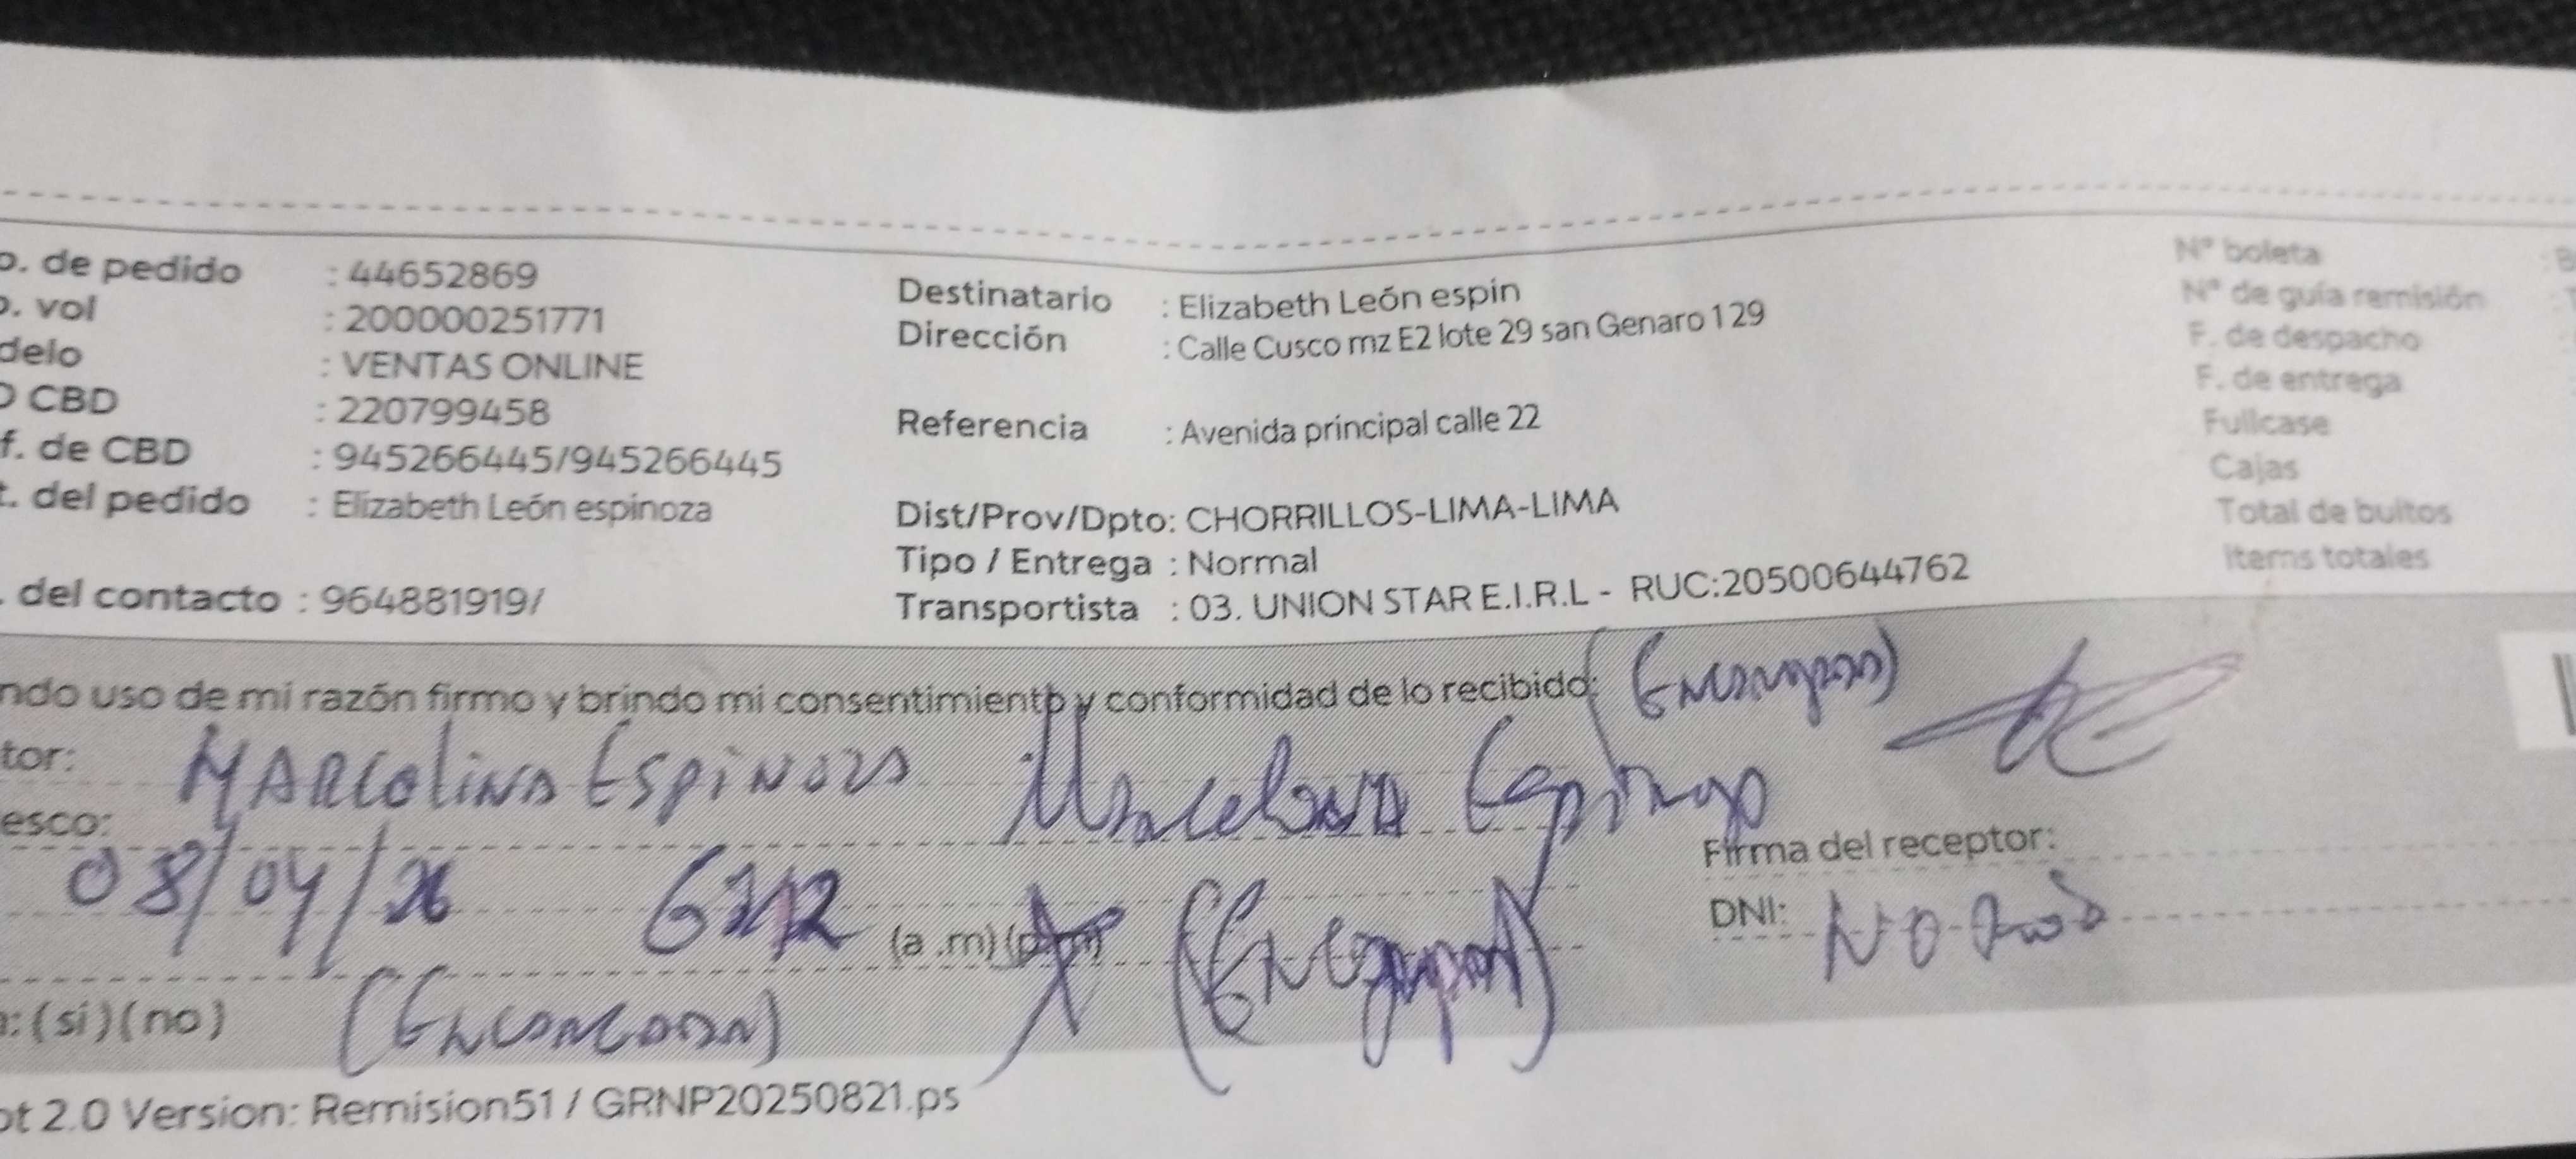 o. de pedido : 44652869
o. vol : 200000251771
delo : VENTAS ONLINE
O CBD : 220799458
f. de CBD : 945266445/945266445
t. del pedido : Elizabeth León espinoza
. del contacto : 964881919/
Destinatario : Elizabeth León espin
Dirección : Calle Cusco mz E2 lote 29 san Genaro 129
Referencia : Avenida principal calle 22
Dist/Prov/Dpto: CHORRILLOS-LIMA-LIMA
Tipo / Entrega : Normal
Transportista : 03. UNION STAR E.I.R.L - RUC:20500644762
N° boleta : B
N° de guía remisión :
F. de despacho :
F. de entrega
Fullcase
Cajas
Total de bultos
Items totales
ndo uso de mi razón firmo y brindo mi consentimiento y conformidad de lo recibido:
tor: MARCOlina EspiNoza Espinoza
esco:
08/04/26 (a .m) (p.m)
Firma del receptor:
DNI: NO
a: (si) (no)
ot 2.0 Version: Remision51 / GRNP20250821.ps